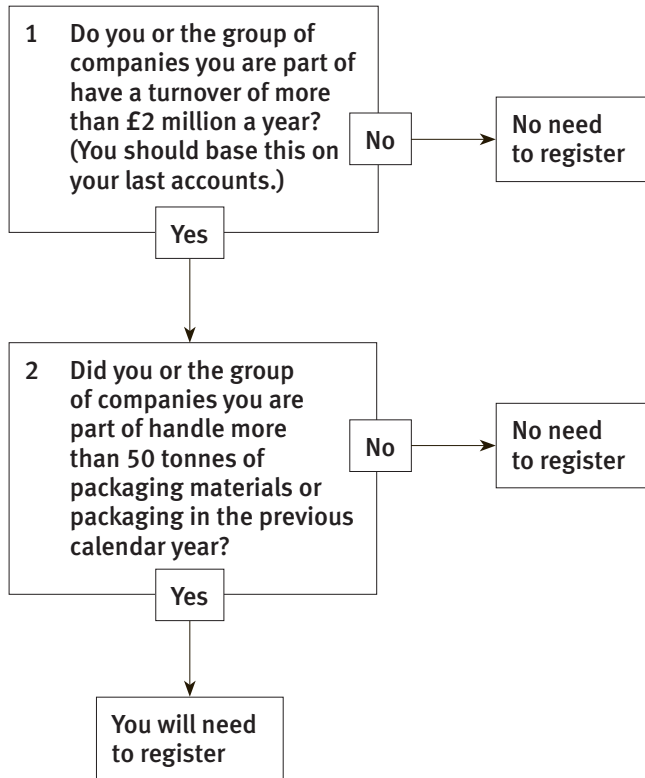 1 Do you or the group of
companies you are part of
have a turnover of more
than £2 million a year?
(You should base this on
your last accounts.)
No
No need
to register
Yes
2 Did you or the group
of companies you are
part of handle more
than 50 tonnes of
packaging materials or
packaging in the previous
calendar year?
No
No need
to register
Yes
You will need
to register